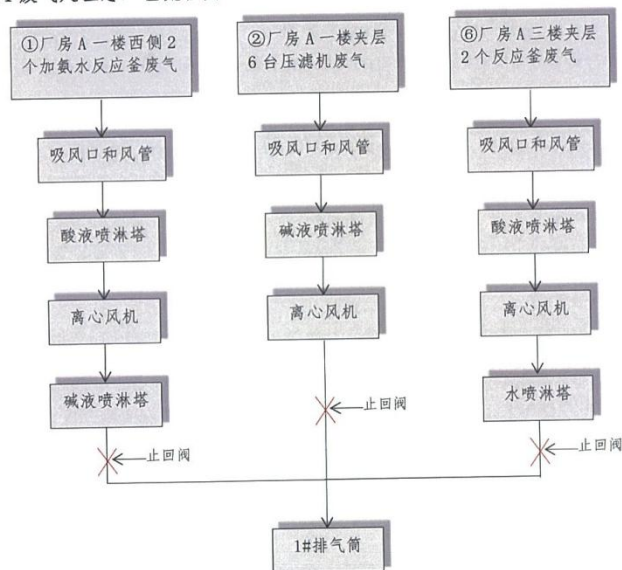 ①厂房A一楼西侧2
个加氨水反应釜废气
②厂房A一楼夹层
6台压滤机废气
⑥厂房A三楼夹层
2个反应釜废气
吸风口和风管
吸风口和风管
吸风口和风管
酸液喷淋塔
碱液喷淋塔
酸液喷淋塔
离心风机
离心风机
离心风机
碱液喷淋塔
水喷淋塔
止回阀
止回阀
止回阀
1#排气筒